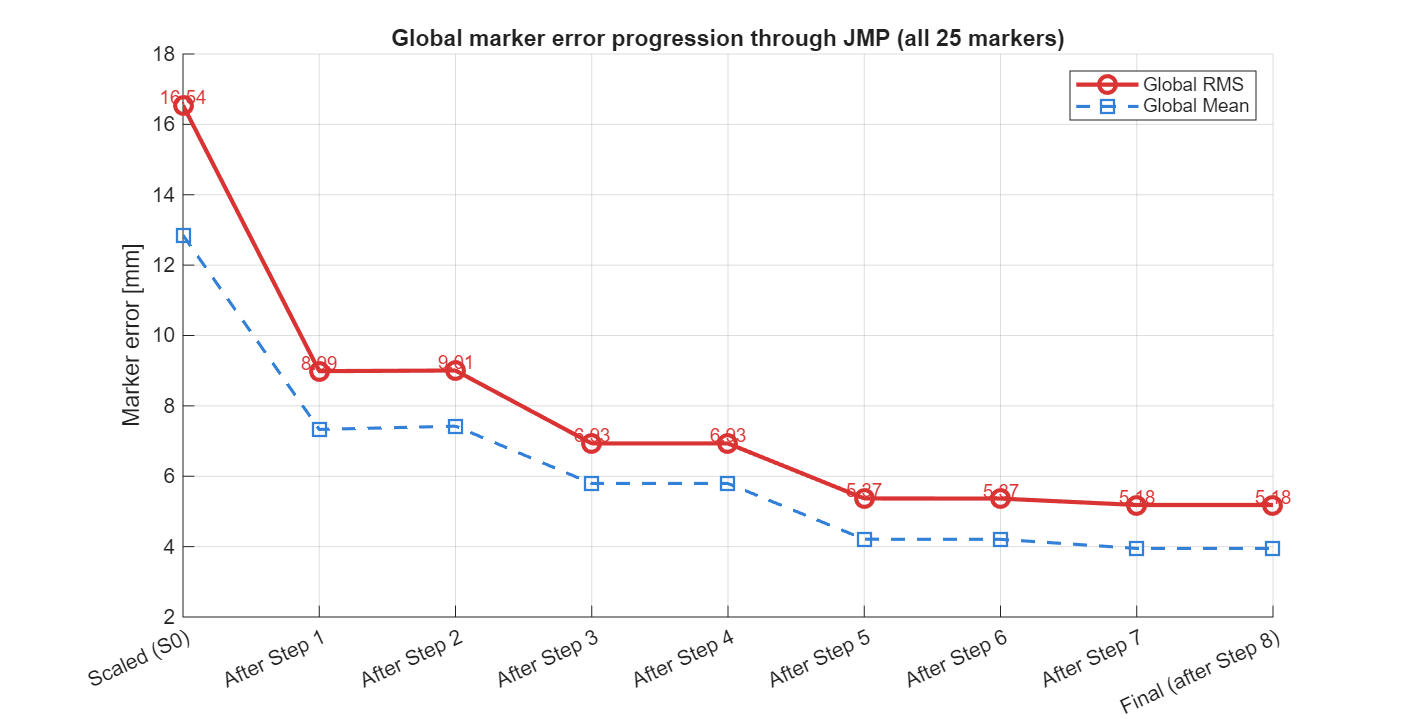 Global marker error progression through JMP (all 25 markers)
18
16
14
12
10
8
6
4
2
Marker error [mm]
Global RMS
Global Mean
16.54
8.99
9.01
6.93
6.93
5.37
5.37
5.18
5.18
Scaled (S0)
After Step 1
After Step 2
After Step 3
After Step 4
After Step 5
After Step 6
After Step 7
Final (after Step 8)